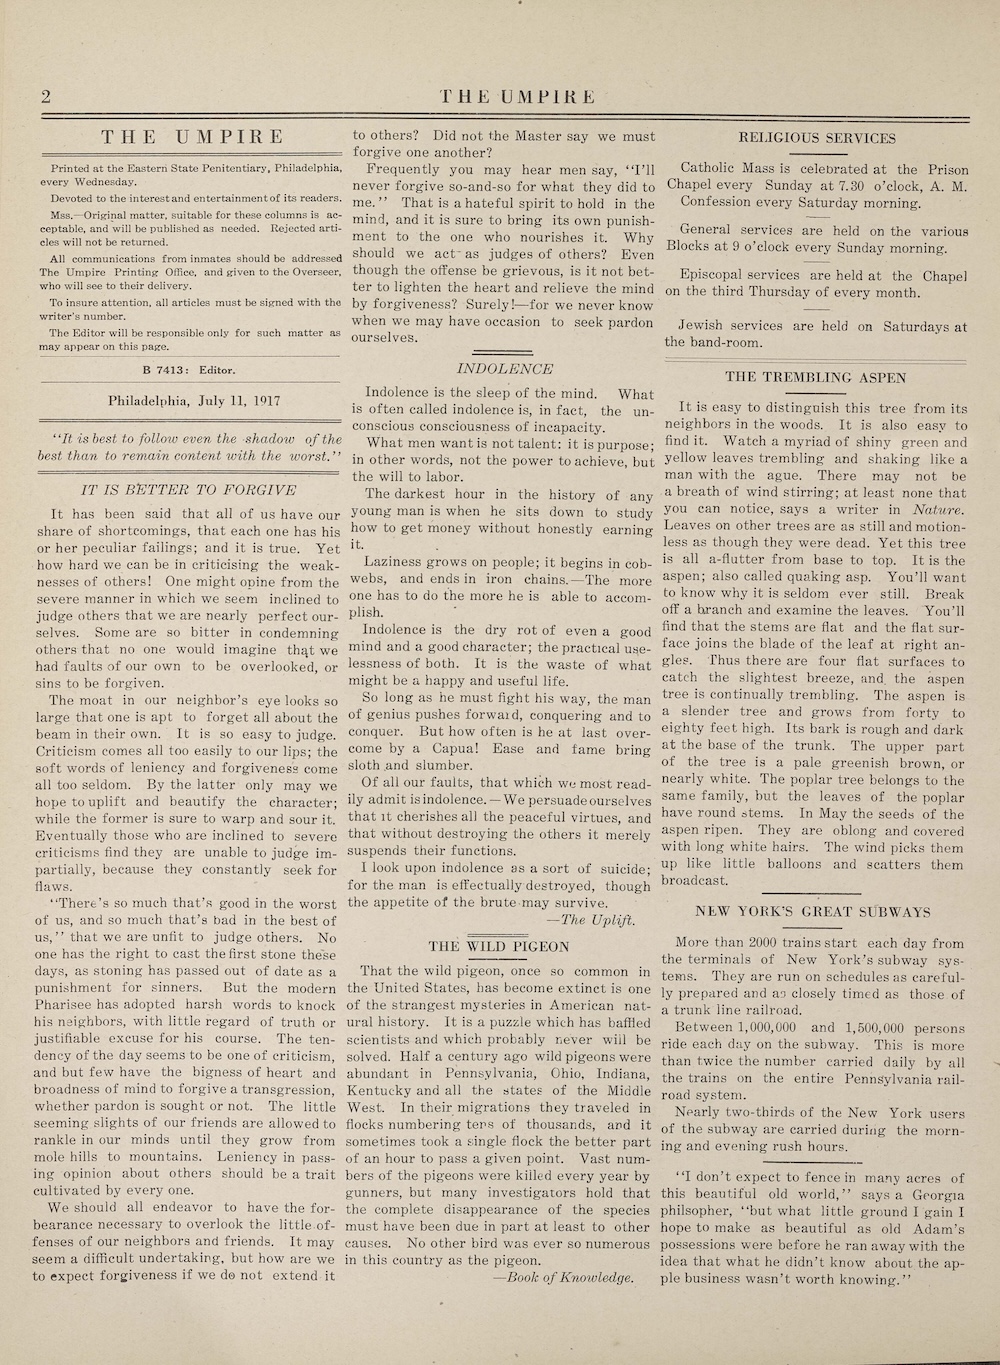 2
THE UMPIRE
THE UMPIRE
Printed at the Eastern State Penitentiary, Philadelphia,
every Wednesday.
Devoted to the interest and entertainment of its readers.
Mss.—Original matter, suitable for these columns is ac-
ceptable, and will be published as needed. Rejected arti-
cles will not be returned.
All communications from inmates should be addressed
The Umpire Printing Office, and given to the Overseer,
who will see to their delivery.
To insure attention, all articles must be signed with the
writer's number.
The Editor will be responsible only for such matter as
may appear on this page.
B 7413: Editor.
Philadelphia, July 11, 1917
"It is best to follow even the shadow of the
best than to remain content with the worst."
IT IS BETTER TO FORGIVE
It has been said that all of us have our
share of shortcomings, that each one has his
or her peculiar failings; and it is true. Yet
how hard we can be in criticising the weak-
nesses of others! One might opine from the
severe manner in which we seem inclined to
judge others that we are nearly perfect our-
selves. Some are so bitter in condemning
others that no one would imagine that we
had faults of our own to be overlooked, or
sins to be forgiven.
The moat in our neighbor's eye looks so
large that one is apt to forget all about the
beam in their own. It is so easy to judge.
Criticism comes all too easily to our lips; the
soft words of leniency and forgiveness come
all too seldom. By the latter only may we
hope to uplift and beautify the character;
while the former is sure to warp and sour it.
Eventually those who are inclined to severe
criticisms find they are unable to judge im-
partially, because they constantly seek for
flaws.
"There's so much that's good in the worst
of us, and so much that's bad in the best of
us," that we are unfit to judge others. No
one has the right to cast the first stone these
days, as stoning has passed out of date as a
punishment for sinners. But the modern
Pharisee has adopted harsh words to knock
his neighbors, with little regard of truth or
justifiable excuse for his course. The ten-
dency of the day seems to be one of criticism,
and but few have the bigness of heart and
broadness of mind to forgive a transgression,
whether pardon is sought or not. The little
seeming slights of our friends are allowed to
rankle in our minds until they grow from
mole hills to mountains. Leniency in pass-
ing opinion about others should be a trait
cultivated by every one.
We should all endeavor to have the for-
bearance necessary to overlook the little of-
fenses of our neighbors and friends. It may
seem a difficult undertaking, but how are we
to expect forgiveness if we do not extend it
to others? Did not the Master say we must
forgive one another?
Frequently you may hear men say, "I'll
never forgive so-and-so for what they did to
me." That is a hateful spirit to hold in the
mind, and it is sure to bring its own punish-
ment to the one who nourishes it. Why
should we act as judges of others? Even
though the offense be grievous, is it not bet-
ter to lighten the heart and relieve the mind
by forgiveness? Surely!—for we never know
when we may have occasion to seek pardon
ourselves.
INDOLENCE
Indolence is the sleep of the mind. What
is often called indolence is, in fact, the un-
conscious consciousness of incapacity.
What men want is not talent: it is purpose;
in other words, not the power to achieve, but
the will to labor.
The darkest hour in the history of any
young man is when he sits down to study
how to get money without honestly earning
it.
Laziness grows on people; it begins in cob-
webs, and ends in iron chains.—The more
one has to do the more he is able to accom-
plish.
Indolence is the dry rot of even a good
mind and a good character; the practical use-
lessness of both. It is the waste of what
might be a happy and useful life.
So long as he must fight his way, the man
of genius pushes forward, conquering and to
conquer. But how often is he at last over-
come by a Capua! Ease and fame bring
sloth and slumber.
Of all our faults, that which we most read-
ily admit is indolence.—We persuade ourselves
that it cherishes all the peaceful virtues, and
that without destroying the others it merely
suspends their functions.
I look upon indolence as a sort of suicide;
for the man is effectually destroyed, though
the appetite of the brute may survive.
—The Uplift.
THE WILD PIGEON
That the wild pigeon, once so common in
the United States, has become extinct is one
of the strangest mysteries in American nat-
ural history. It is a puzzle which has baffled
scientists and which probably never will be
solved. Half a century ago wild pigeons were
abundant in Pennsylvania, Ohio, Indiana,
Kentucky and all the states of the Middle
West. In their migrations they traveled in
flocks numbering tens of thousands, and it
sometimes took a single flock the better part
of an hour to pass a given point. Vast num-
bers of the pigeons were killed every year by
gunners, but many investigators hold that
the complete disappearance of the species
must have been due in part at least to other
causes. No other bird was ever so numerous
in this country as the pigeon.
—Book of Knowledge.
RELIGIOUS SERVICES
Catholic Mass is celebrated at the Prison
Chapel every Sunday at 7.30 o'clock, A. M.
Confession every Saturday morning.
General services are held on the various
Blocks at 9 o'clock every Sunday morning.
Episcopal services are held at the Chapel
on the third Thursday of every month.
Jewish services are held on Saturdays at
the band-room.
THE TREMBLING ASPEN
It is easy to distinguish this tree from its
neighbors in the woods. It is also easy to
find it. Watch a myriad of shiny green and
yellow leaves trembling and shaking like a
man with the ague. There may not be
a breath of wind stirring; at least none that
you can notice, says a writer in Nature.
Leaves on other trees are as still and motion-
less as though they were dead. Yet this tree
is all a-flutter from base to top. It is the
aspen; also called quaking asp. You'll want
to know why it is seldom ever still. Break
off a branch and examine the leaves. You'll
find that the stems are flat and the flat sur-
face joins the blade of the leaf at right an-
gles. Thus there are four flat surfaces to
catch the slightest breeze, and the aspen
tree is continually trembling. The aspen is
a slender tree and grows from forty to
eighty feet high. Its bark is rough and dark
at the base of the trunk. The upper part
of the tree is a pale greenish brown, or
nearly white. The poplar tree belongs to the
same family, but the leaves of the poplar
have round stems. In May the seeds of the
aspen ripen. They are oblong and covered
with long white hairs. The wind picks them
up like little balloons and scatters them
broadcast.
NEW YORK'S GREAT SUBWAYS
More than 2000 trains start each day from
the terminals of New York's subway sys-
tems. They are run on schedules as careful-
ly prepared and as closely timed as those of
a trunk line railroad.
Between 1,000,000 and 1,500,000 persons
ride each day on the subway. This is more
than twice the number carried daily by all
the trains on the entire Pennsylvania rail-
road system.
Nearly two-thirds of the New York users
of the subway are carried during the morn-
ing and evening rush hours.
"I don't expect to fence in many acres of
this beautiful old world," says a Georgia
philsopher, "but what little ground I gain I
hope to make as beautiful as old Adam's
possessions were before he ran away with the
idea that what he didn't know about the ap-
ple business wasn't worth knowing."